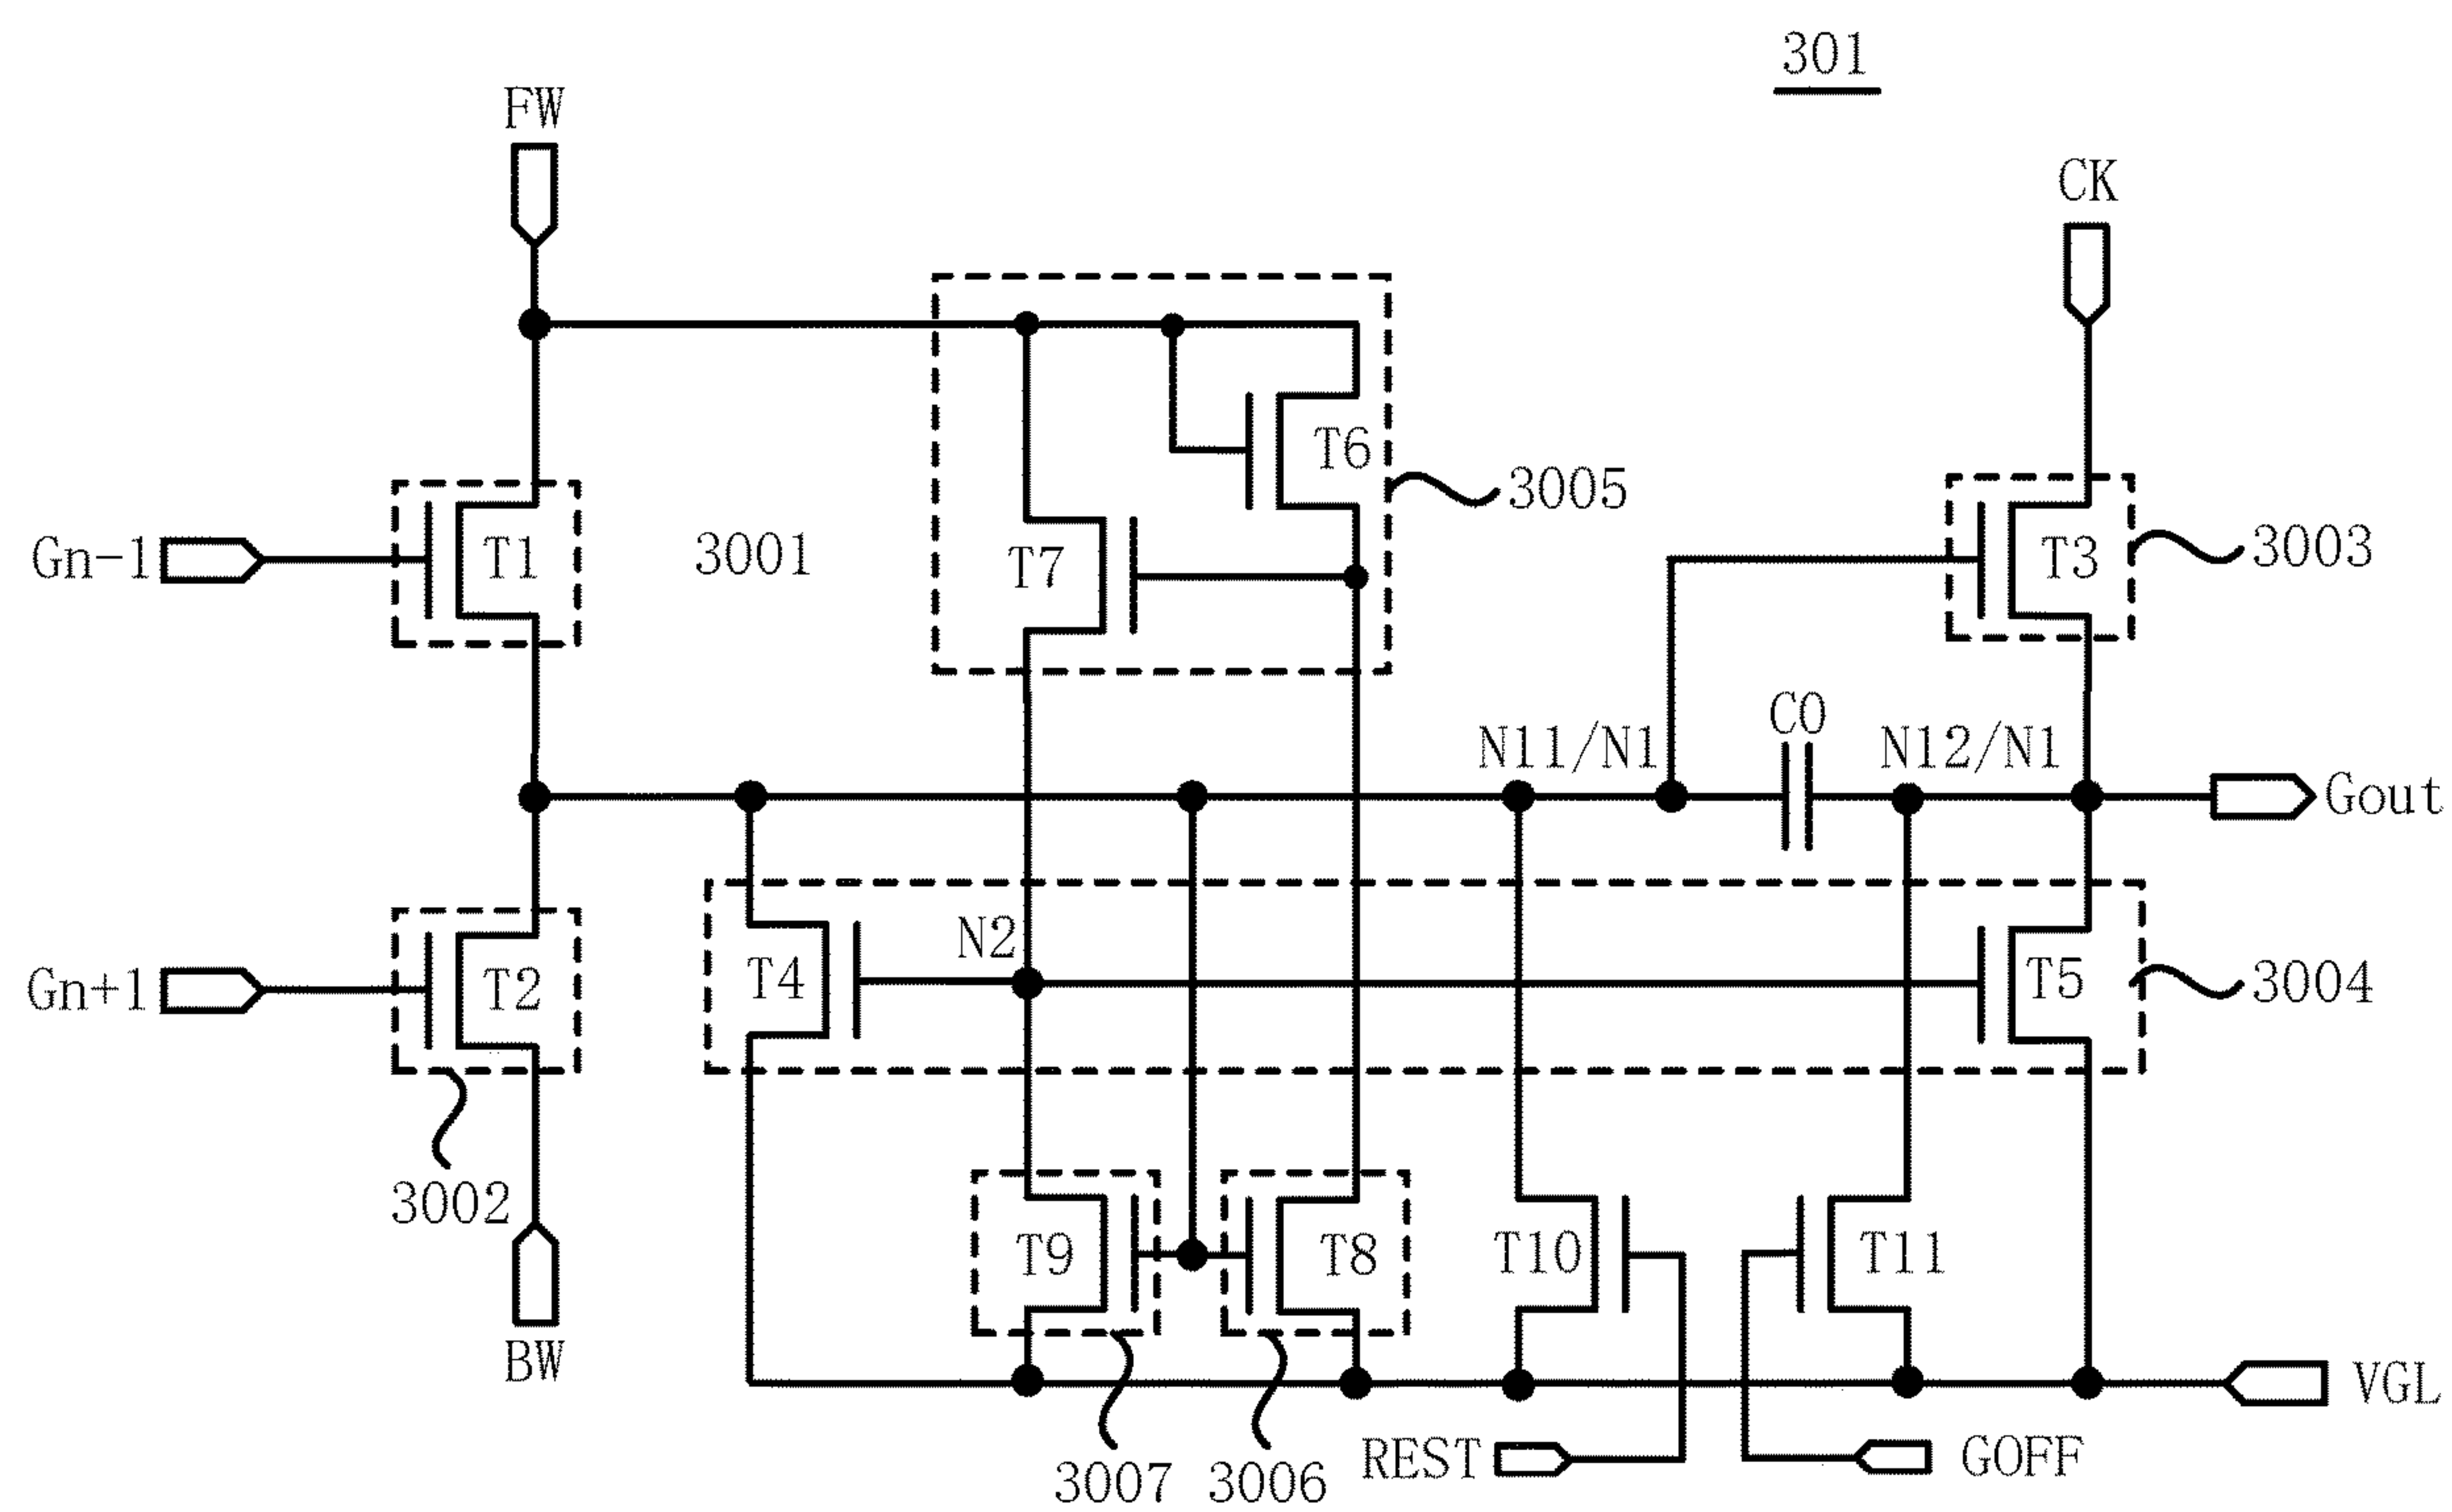 301
FW
CK
T6
3005
Gn-1
T1
3001
T7
T3
3003
N11/N1
C0
N12/N1
Gout
Gn+1
T2
T4
N2
T5
3004
3002
T9
T8
T10
T11
BW
VGL
REST
GOFF
3007
3006